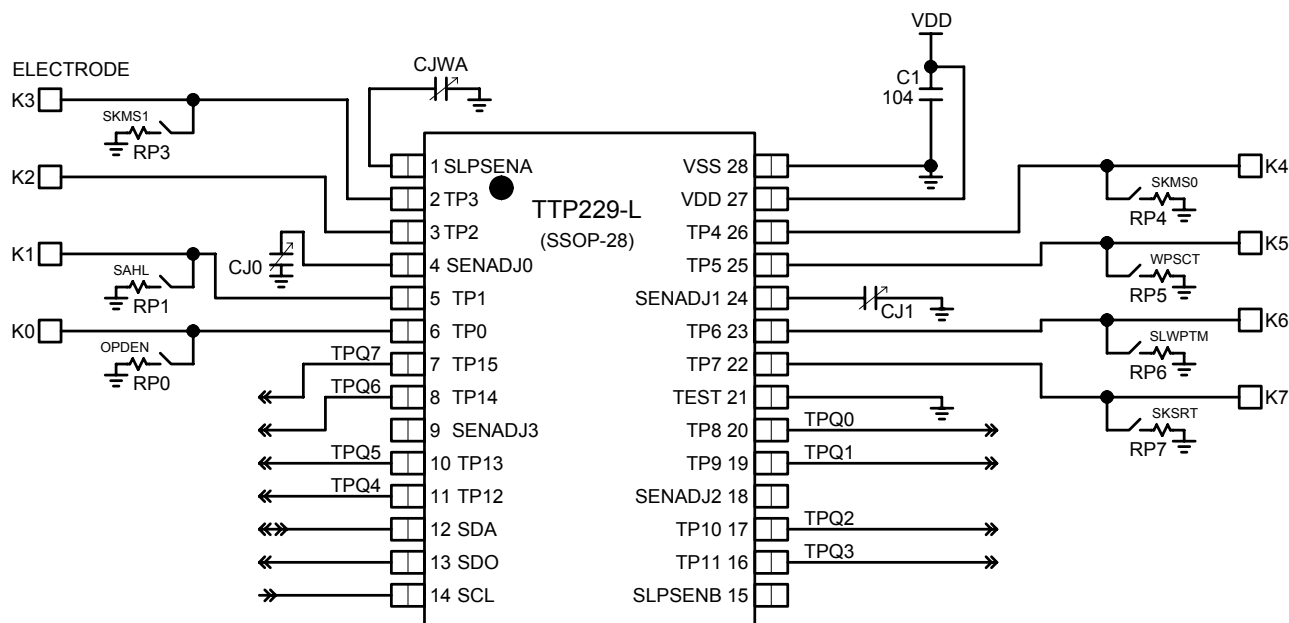 VDD
CJWA
C1
104
ELECTRODE
K3
SKMS1
RP3
K2
K1
CJ0
SAHL
RP1
K0
OPDEN
RP0
TTP229-L
(SSOP-28)
1 SLPSENA
2 TP3
3 TP2
4 SENADJ0
5 TP1
6 TP0
TPQ7
7 TP15
TPQ6
8 TP14
9 SENADJ3
TPQ5
10 TP13
TPQ4
11 TP12
12 SDA
13 SDO
14 SCL
VSS 28
VDD 27
TP4 26
TP5 25
SENADJ1 24
CJ1
TP6 23
TP7 22
TEST 21
TP8 20
TPQ0
TP9 19
TPQ1
SENADJ2 18
TP10 17
TPQ2
TP11 16
TPQ3
SLPSENB 15
K4
SKMS0
RP4
K5
WPSCT
RP5
K6
SLWPTM
RP6
K7
SKSRT
RP7